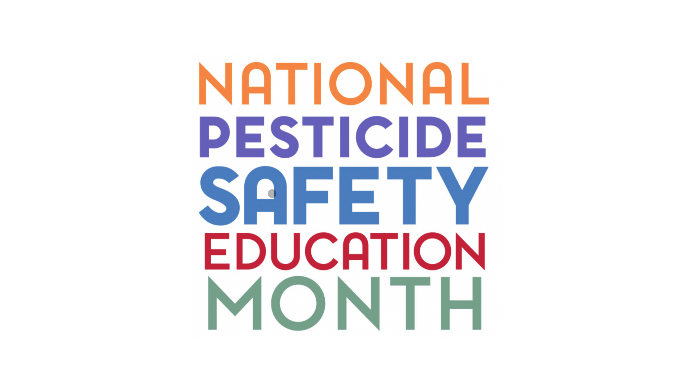 NATIONAL
PESTICIDE
SAFETY
EDUCATION
MONTH